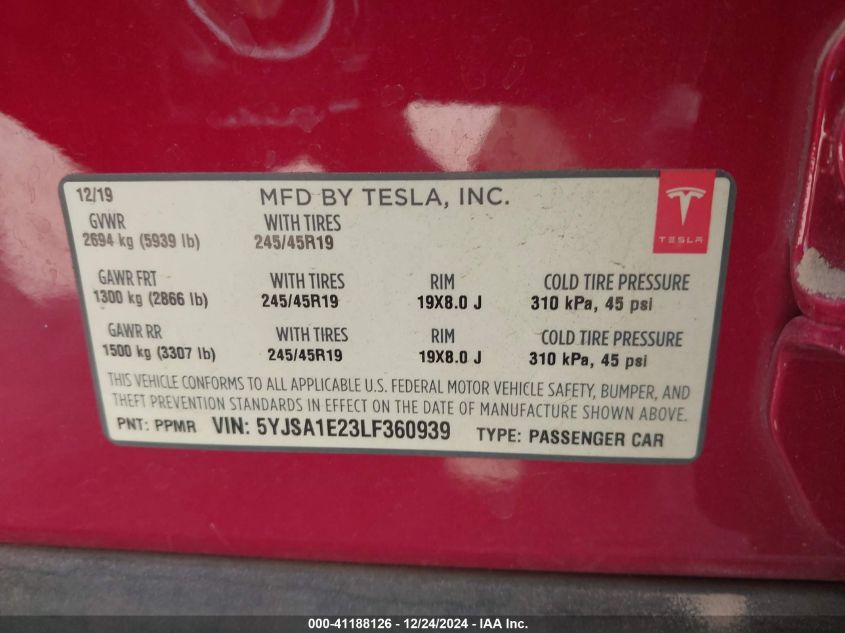 12/19 MFD BY TESLA, INC.
TESLA
GVWR WITH TIRES
2694 kg (5939 lb) 245/45R19
GAWR FRT WITH TIRES RIM COLD TIRE PRESSURE
1300 kg (2866 lb) 245/45R19 19X8.0 J 310 kPa, 45 psi
GAWR RR WITH TIRES RIM COLD TIRE PRESSURE
1500 kg (3307 lb) 245/45R19 19X8.0 J 310 kPa, 45 psi
THIS VEHICLE CONFORMS TO ALL APPLICABLE U.S. FEDERAL MOTOR VEHICLE SAFETY, BUMPER, AND
THEFT PREVENTION STANDARDS IN EFFECT ON THE DATE OF MANUFACTURE SHOWN ABOVE.
PNT: PPMR VIN: 5YJSA1E23LF360939 TYPE: PASSENGER CAR
000-41188126 - 12/24/2024 - IAA Inc.